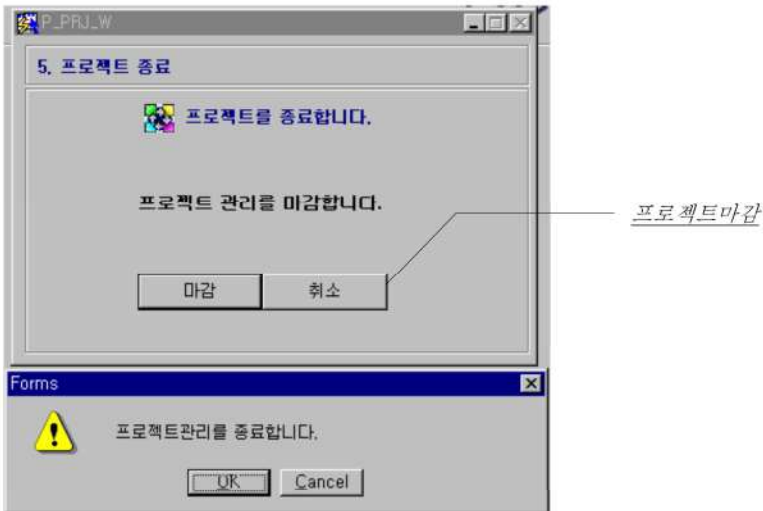 P_PRJ_W
5. 프로젝트 종료
프로젝트를 종료합니다.
프로젝트 관리를 마감합니다.
프로젝트마감
마감 취소
Forms
프로젝트관리를 종료합니다.
OK Cancel